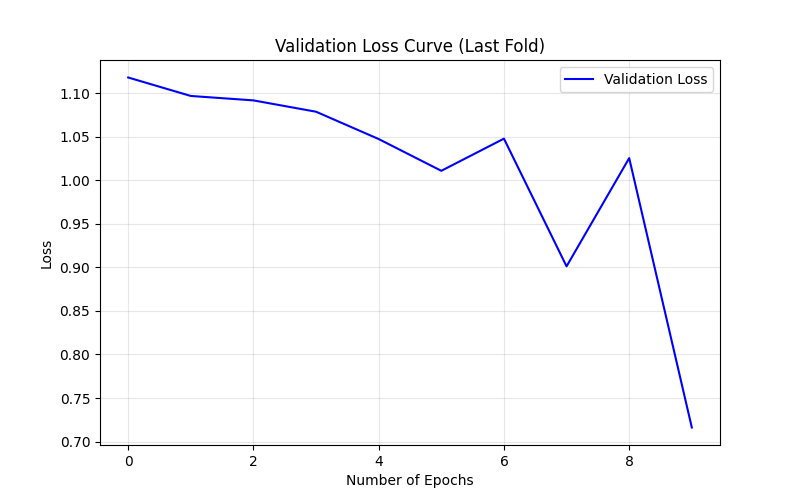 Validation Loss Curve (Last Fold)
Validation Loss
1.10
1.05
1.00
0.95
0.90
0.85
0.80
0.75
0.70
Loss
0 2 4 6 8
Number of Epochs